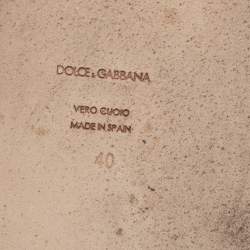 DOLCE & GABBANA
VERO CUOIO
MADE IN SPAIN
40